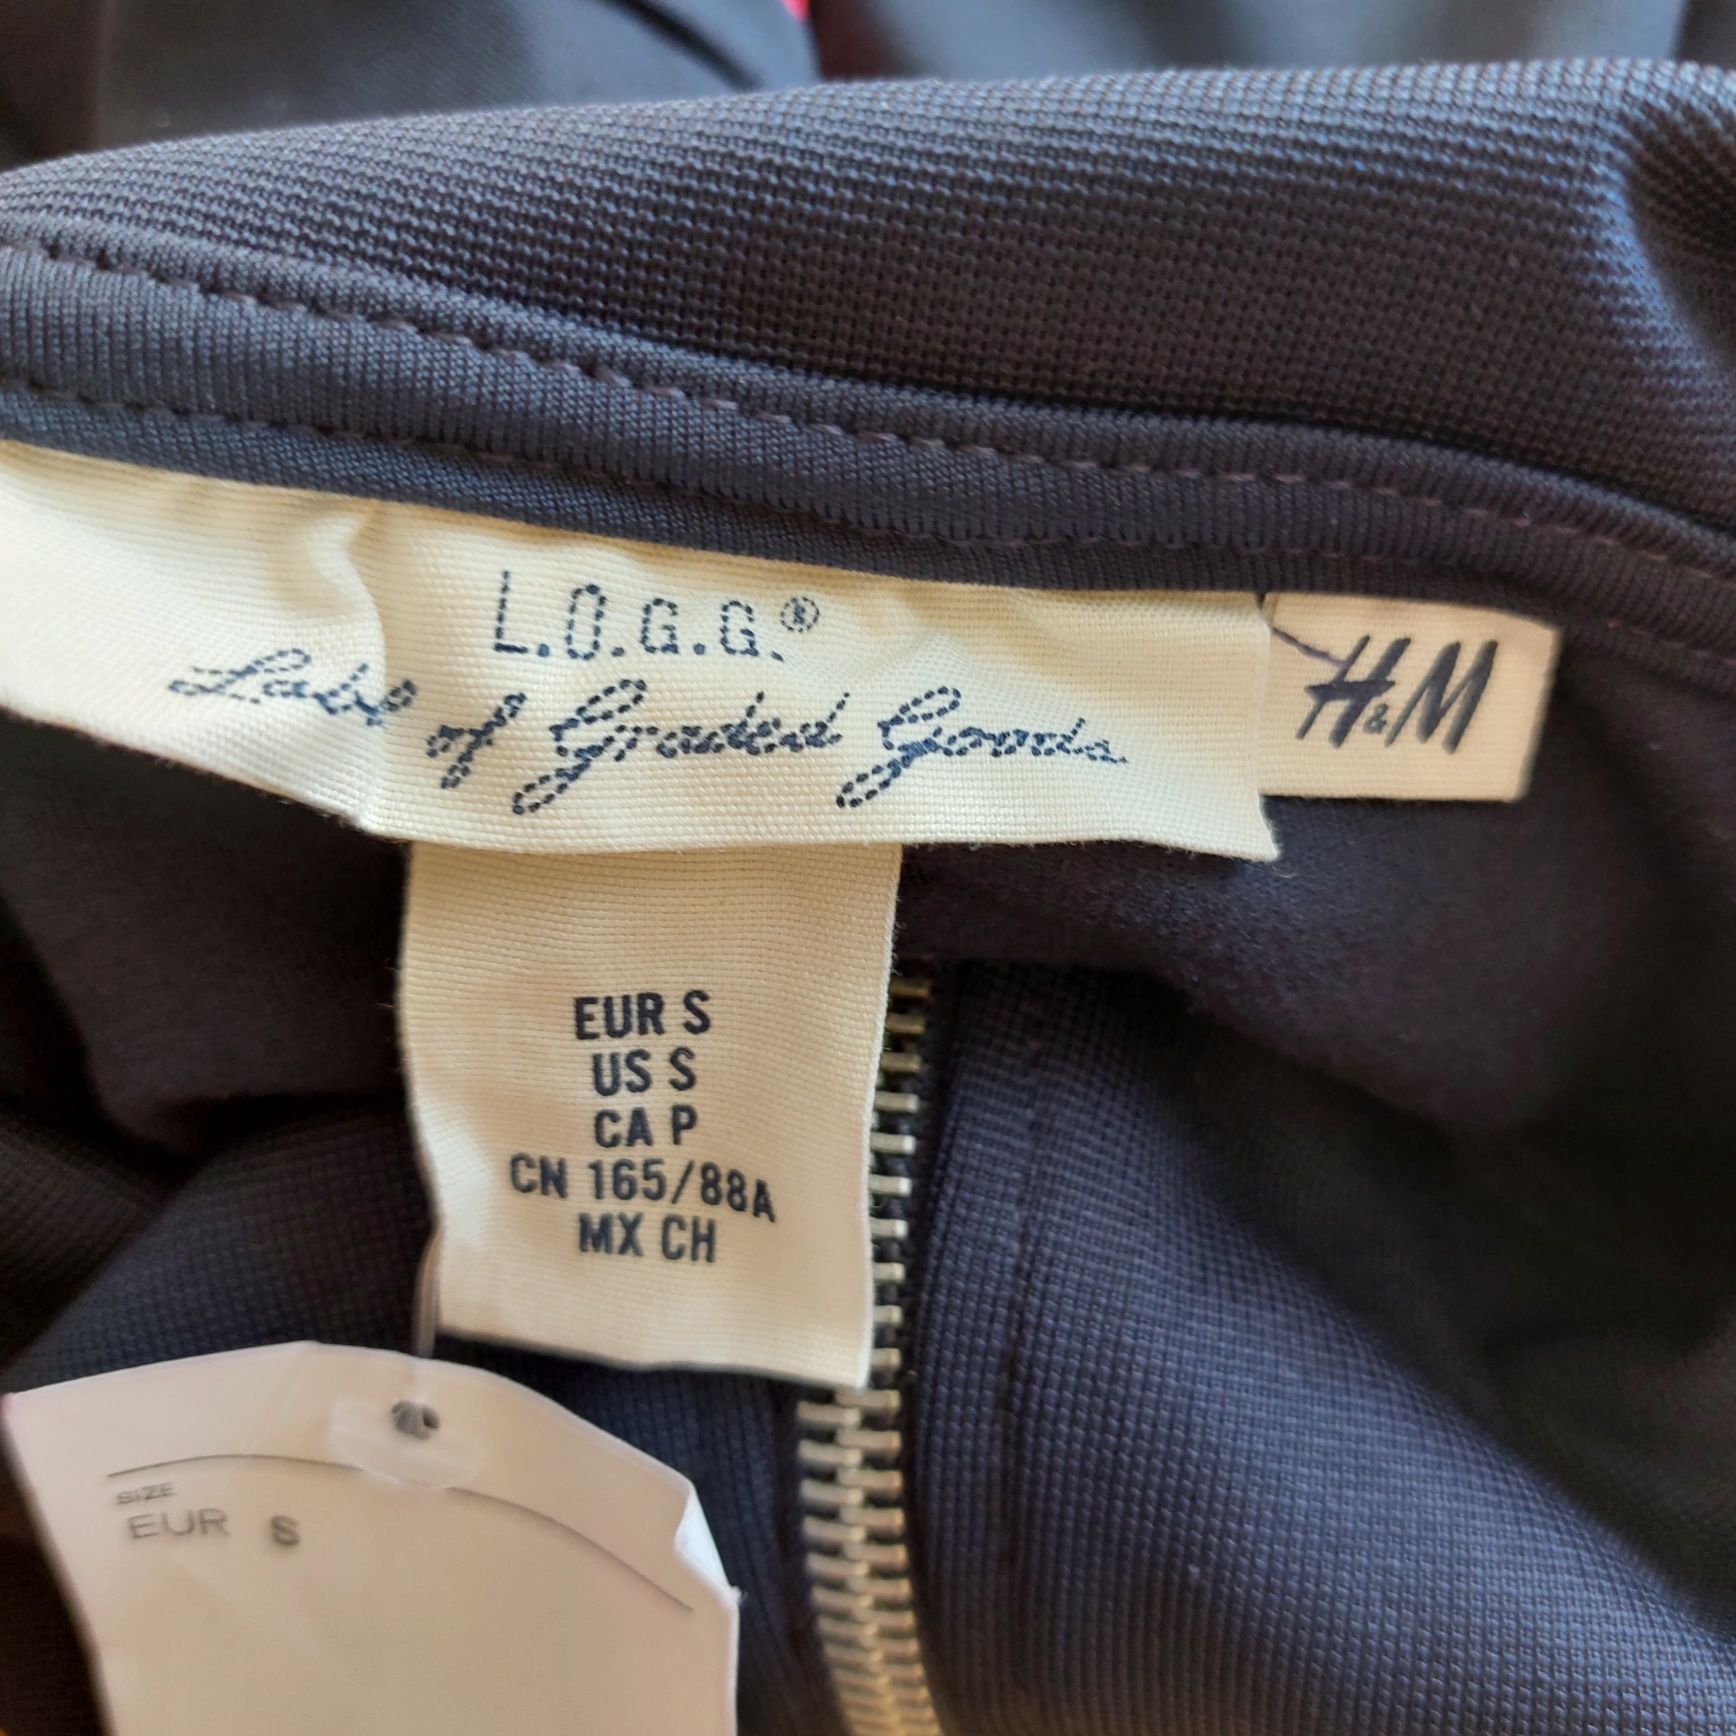 L.O.G.G.®
Label of Graded Goods.
H&M
EUR S
US S
CA P
CN 165/88A
MX CH
SIZE
EUR S